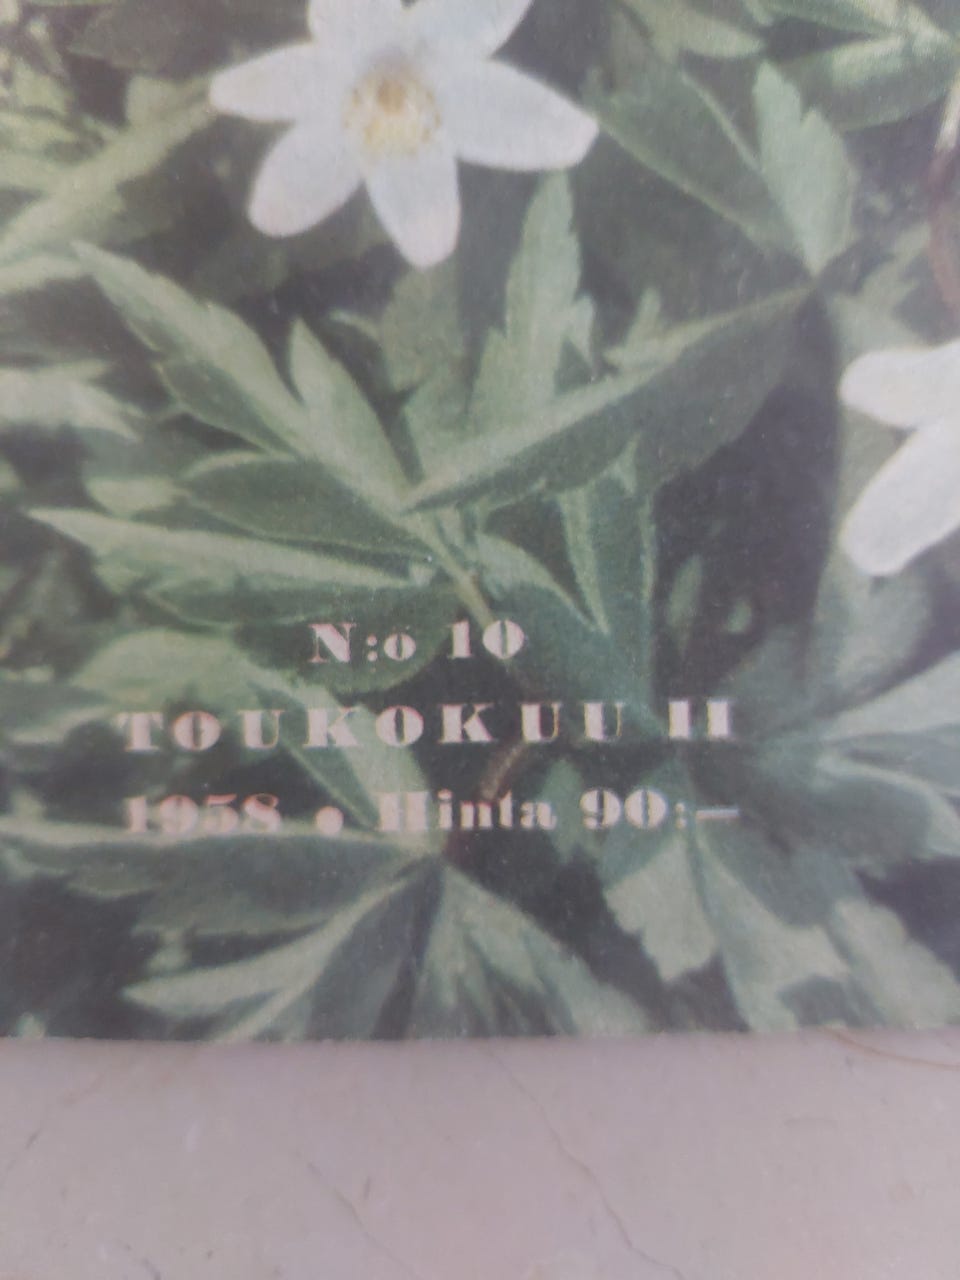 N:o 10
TOUKOKUU II
1958 • Hinta 90:—